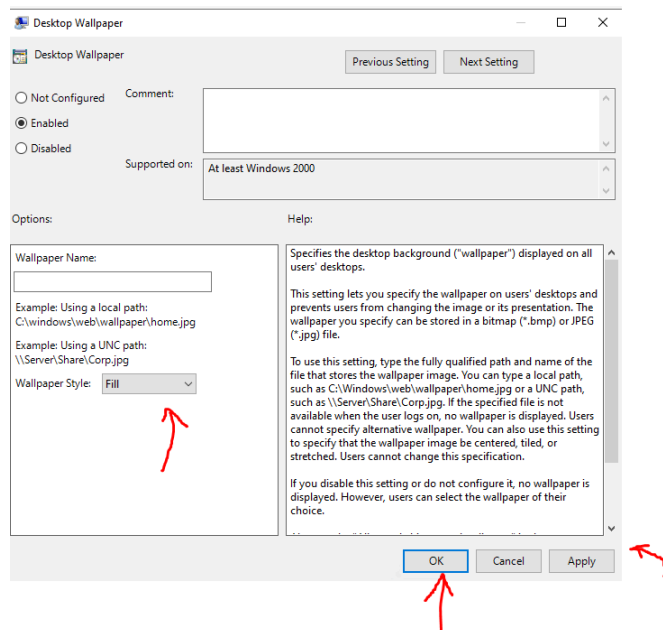 Desktop Wallpaper
Desktop Wallpaper
Previous Setting
Next Setting
Not Configured
Enabled
Disabled
Comment:
Supported on:
At least Windows 2000
Options:
Help:
Wallpaper Name:
Example: Using a local path:
C:\windows\web\wallpaper\home.jpg
Example: Using a UNC path:
\\Server\Share\Corp.jpg
Wallpaper Style: Fill
Specifies the desktop background ("wallpaper") displayed on all
users' desktops.
This setting lets you specify the wallpaper on users' desktops and
prevents users from changing the image or its presentation. The
wallpaper you specify can be stored in a bitmap (*.bmp) or JPEG
(*.jpg) file.
To use this setting, type the fully qualified path and name of the
file that stores the wallpaper image. You can type a local path,
such as C:\Windows\web\wallpaper\home.jpg or a UNC path,
such as \\Server\Share\Corp.jpg. If the specified file is not
available when the user logs on, no wallpaper is displayed. Users
cannot specify alternative wallpaper. You can also use this setting
to specify that the wallpaper image be centered, tiled, or
stretched. Users cannot change this specification.
If you disable this setting or do not configure it, no wallpaper is
displayed. However, users can select the wallpaper of their
choice.
OK
Cancel
Apply